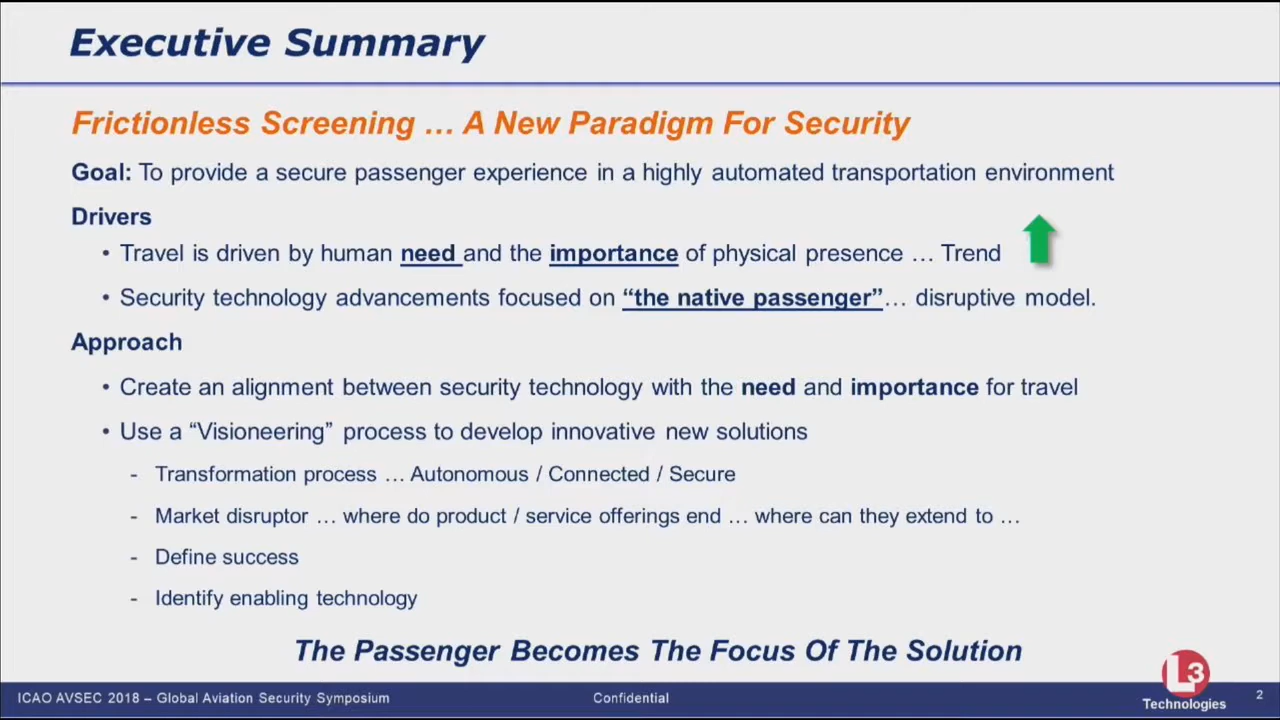 Executive Summary
Frictionless Screening … A New Paradigm For Security
Goal: To provide a secure passenger experience in a highly automated transportation environment
Drivers
• Travel is driven by human need and the importance of physical presence … Trend
• Security technology advancements focused on “the native passenger”… disruptive model.
Approach
• Create an alignment between security technology with the need and importance for travel
• Use a “Visioneering” process to develop innovative new solutions
- Transformation process … Autonomous / Connected / Secure
- Market disruptor … where do product / service offerings end … where can they extend to …
- Define success
- Identify enabling technology
The Passenger Becomes The Focus Of The Solution
ICAO AVSEC 2018 – Global Aviation Security Symposium
Confidential
L3
Technologies
2